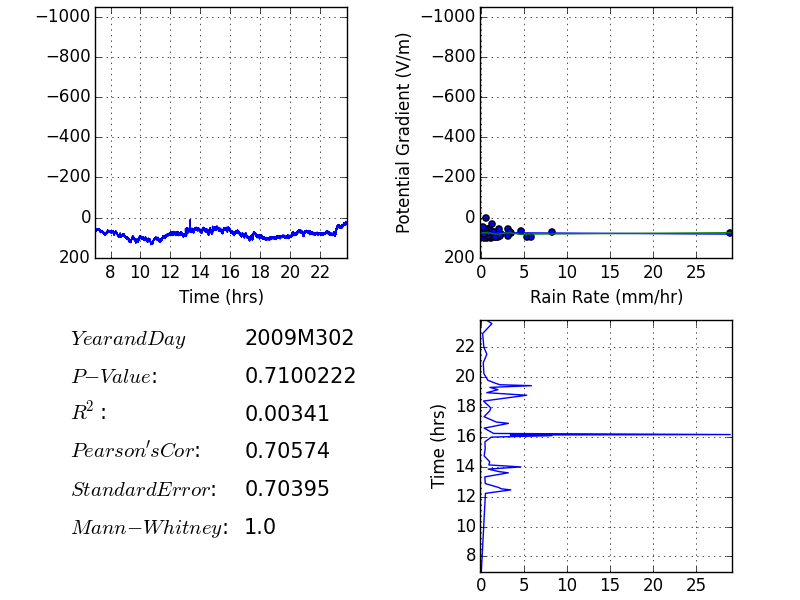 −1000
−800
−600
−400
−200
0
200
8 10 12 14 16 18 20 22
Time (hrs)
Potential Gradient (V/m)
−1000
−800
−600
−400
−200
0
200
0 5 10 15 20 25
Rain Rate (mm/hr)
YearandDay 2009M302
P−Value: 0.7100222
R²: 0.00341
Pearson'sCor: 0.70574
StandardError: 0.70395
Mann−Whitney: 1.0
Time (hrs)
22
20
18
16
14
12
10
8
0 5 10 15 20 25